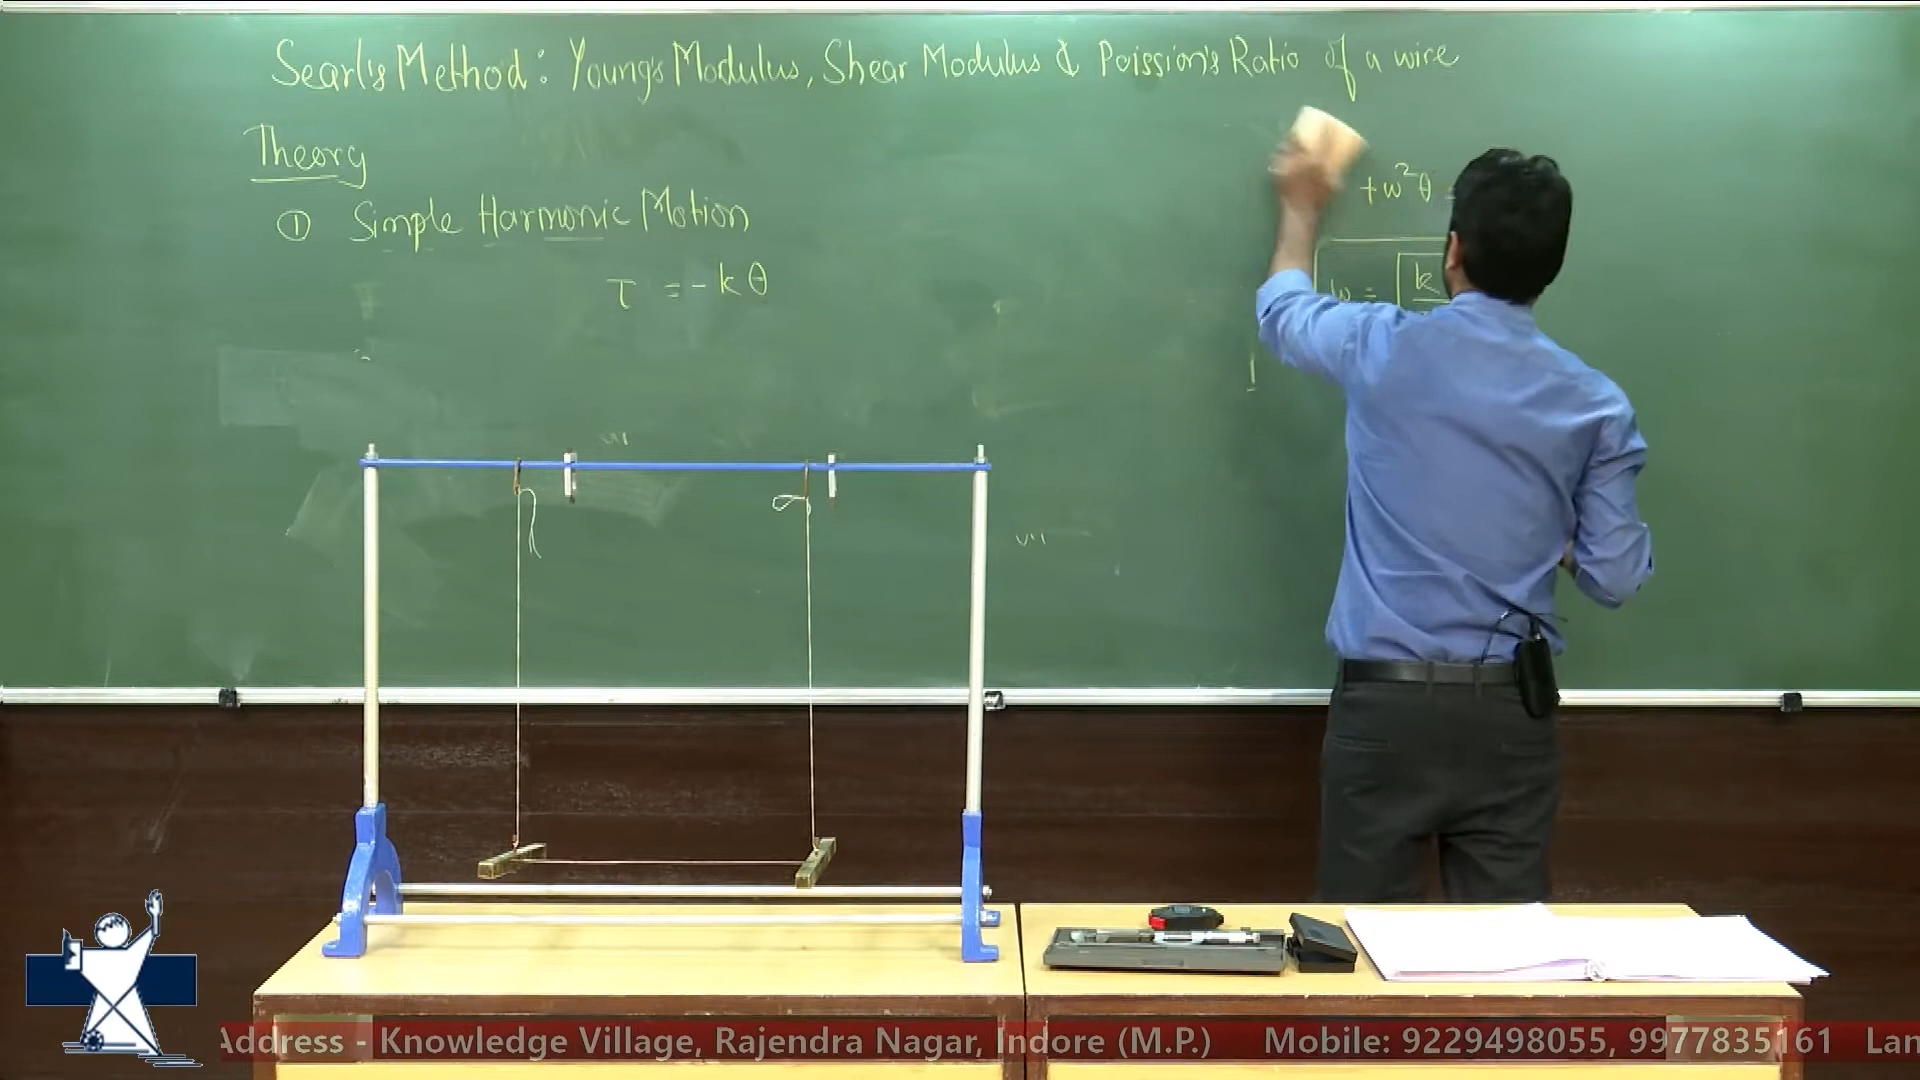 Searl's Method: Young's Modulus, Shear Modulus & Poission's Ratio of a wire
Theory
① Simple Harmonic Motion
τ = - k θ
+ ω²θ =
ω = √k
Address - Knowledge Village, Rajendra Nagar, Indore (M.P.) Mobile: 9229498055, 9977835161 Lan